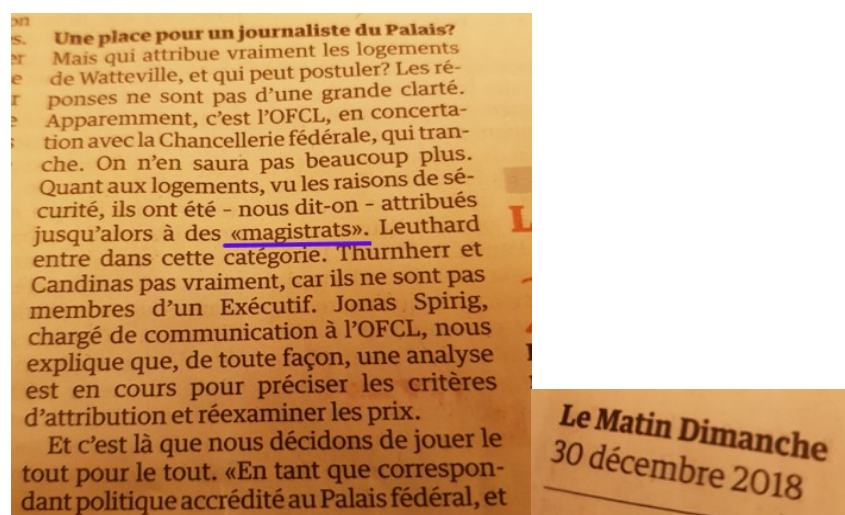 Une place pour un journaliste du Palais?
Mais qui attribue vraiment les logements
de Watteville, et qui peut postuler? Les ré-
ponses ne sont pas d'une grande clarté.
Apparemment, c'est l'OFCL, en concerta-
tion avec la Chancellerie fédérale, qui tran-
che. On n'en saura pas beaucoup plus.
Quant aux logements, vu les raisons de sé-
curité, ils ont été - nous dit-on - attribués
jusqu'alors à des «magistrats». Leuthard
entre dans cette catégorie. Thurnherr et
Candinas pas vraiment, car ils ne sont pas
membres d'un Exécutif. Jonas Spirig,
chargé de communication à l'OFCL, nous
explique que, de toute façon, une analyse
est en cours pour préciser les critères
d'attribution et réexaminer les prix.
Et c'est là que nous décidons de jouer le
tout pour le tout. «En tant que correspon-
dant politique accrédité au Palais fédéral, et
Le Matin Dimanche
30 décembre 2018